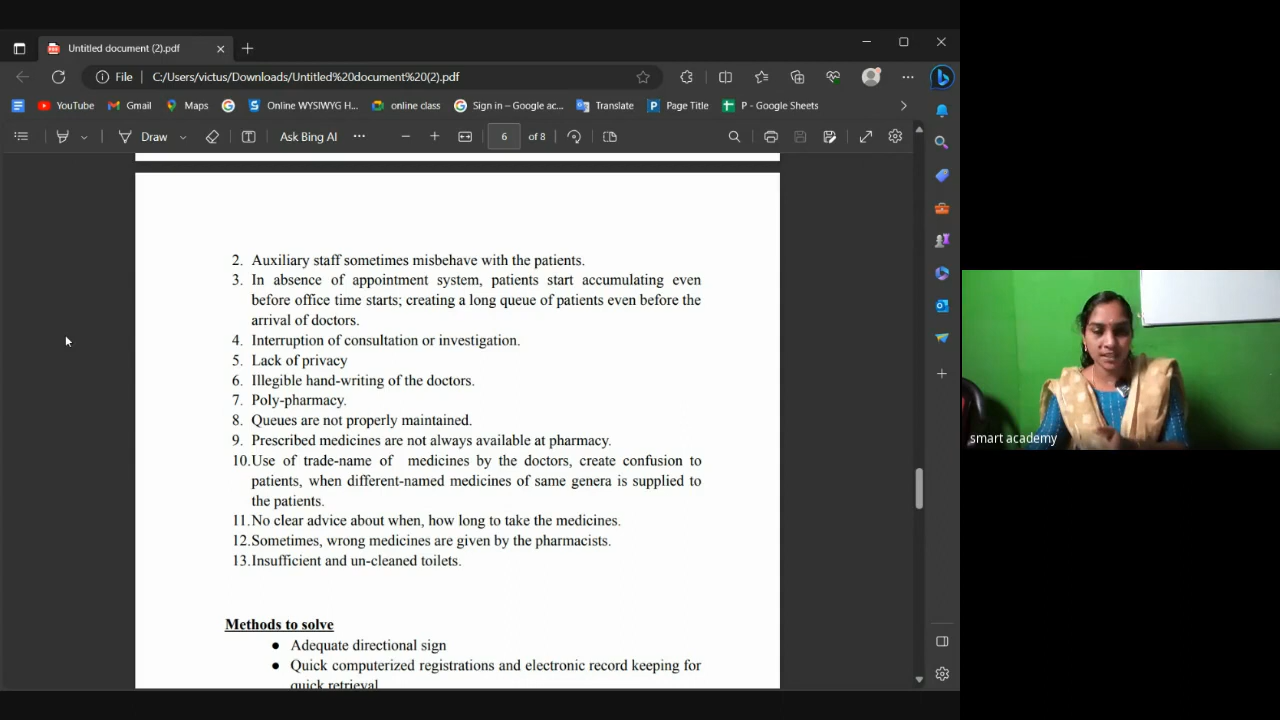 Untitled document (2).pdf
File
C:/Users/victus/Downloads/Untitled%20document%20(2).pdf
YouTube
Gmail
Maps
Online WYSIWYG H...
online class
Sign in – Google ac...
Translate
Page Title
P - Google Sheets
Draw
Ask Bing AI
6
of 8
2. Auxiliary staff sometimes misbehave with the patients.
3. In absence of appointment system, patients start accumulating even
before office time starts; creating a long queue of patients even before the
arrival of doctors.
4. Interruption of consultation or investigation.
5. Lack of privacy
6. Illegible hand-writing of the doctors.
7. Poly-pharmacy.
8. Queues are not properly maintained.
9. Prescribed medicines are not always available at pharmacy.
10. Use of trade-name of medicines by the doctors, create confusion to
patients, when different-named medicines of same genera is supplied to
the patients.
11. No clear advice about when, how long to take the medicines.
12. Sometimes, wrong medicines are given by the pharmacists.
13. Insufficient and un-cleaned toilets.
Methods to solve
● Adequate directional sign
● Quick computerized registrations and electronic record keeping for
quick retrieval
smart academy